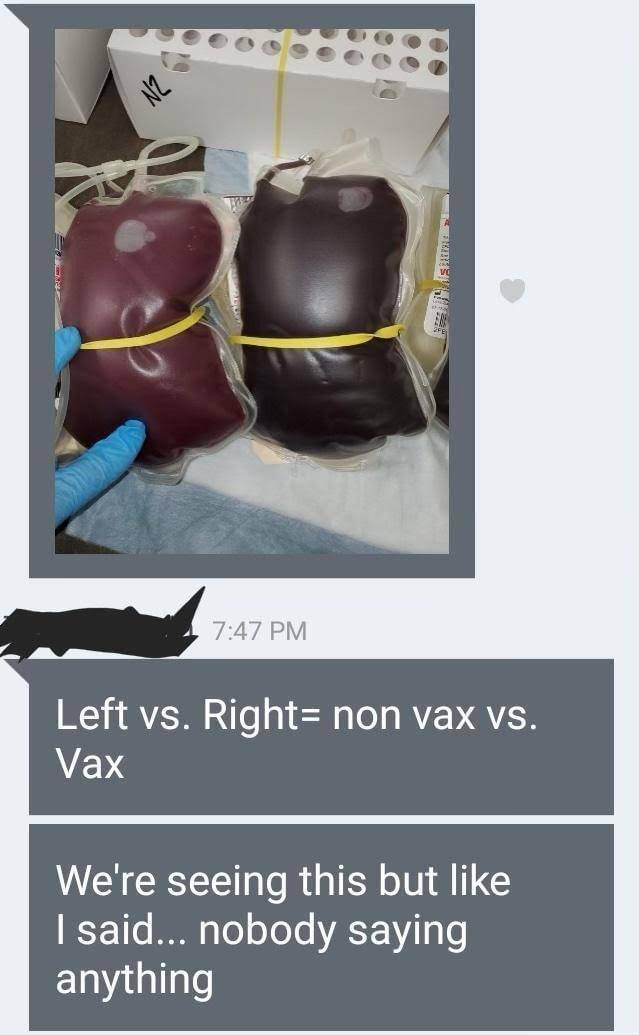 N2
7:47 PM
Left vs. Right= non vax vs.
Vax
We're seeing this but like
I said... nobody saying
anything